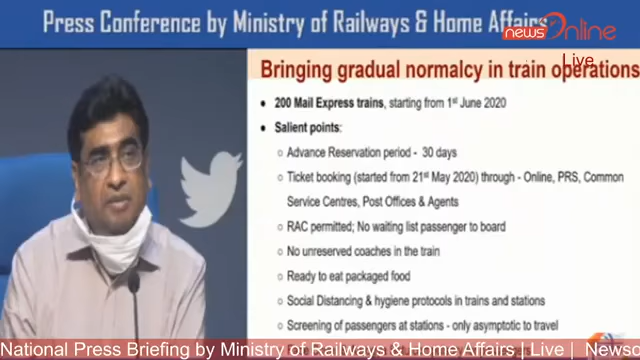 Press Conference by Ministry of Railways & Home Affairs
newsOnline
Live
Bringing gradual normalcy in train operations
• 200 Mail Express trains, starting from 1st June 2020
• Salient points:
○ Advance Reservation period - 30 days
○ Ticket booking (started from 21st May 2020) through - Online, PRS, Common
Service Centres, Post Offices & Agents
○ RAC permitted; No waiting list passenger to board
○ No unreserved coaches in the train
○ Ready to eat packaged food
○ Social Distancing & hygiene protocols in trains and stations
○ Screening of passengers at stations - only asymptotic to travel
National Press Briefing by Ministry of Railways & Home Affairs | Live | News